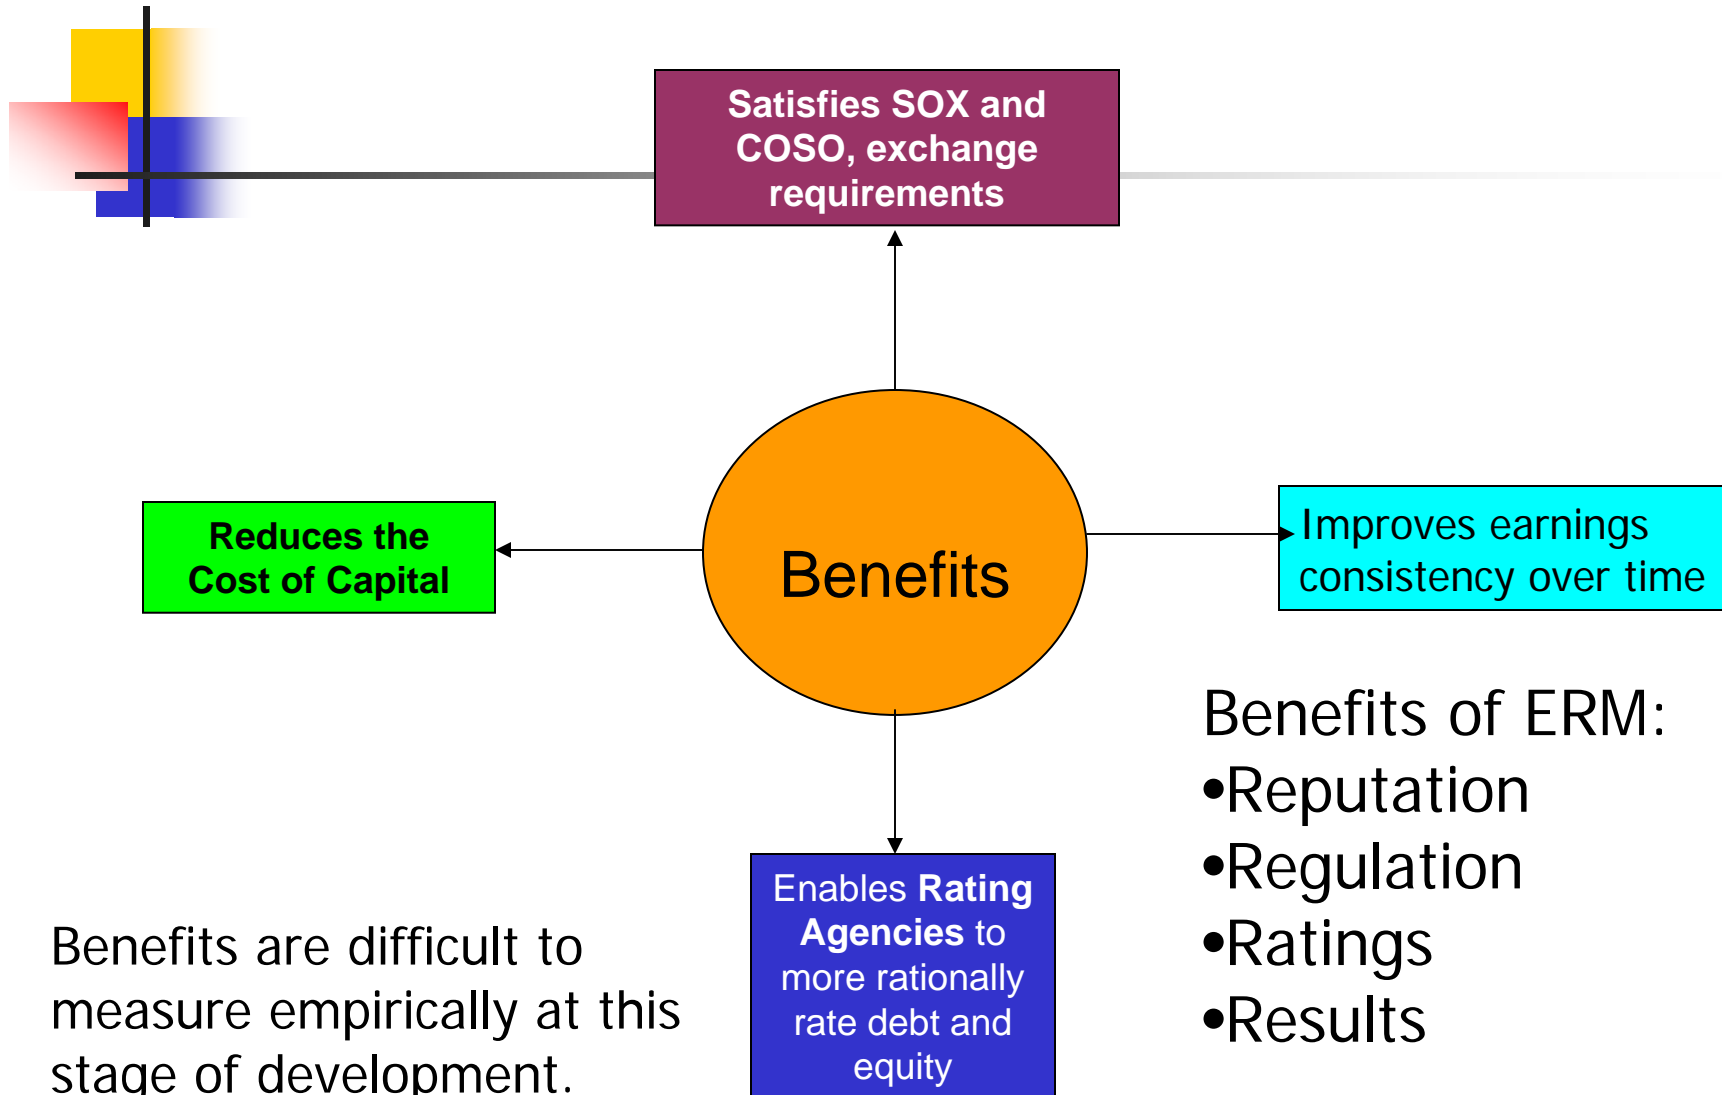 Satisfies SOX and
COSO, exchange
requirements
Reduces the
Cost of Capital
Benefits
Improves earnings
consistency over time
Benefits of ERM:
•Reputation
•Regulation
•Ratings
•Results
Enables Rating
Agencies to
more rationally
rate debt and
equity
Benefits are difficult to
measure empirically at this
stage of development.